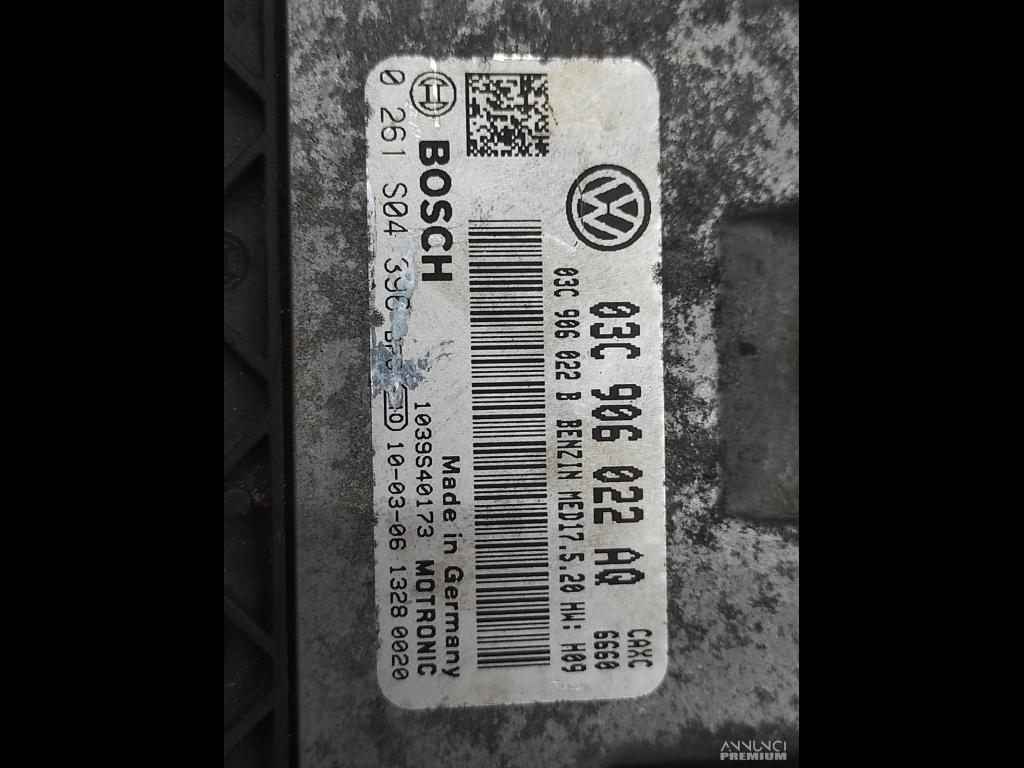 03C 906 022 AQ
CAXC
6660
03C 906 022 B BENZIN MED17.5.20 HW: H09
BOSCH
Made in Germany
1039S40173 MOTRONIC
0 261 S04
10-03-06 1328 0020
ANNUNCI
PREMIUM